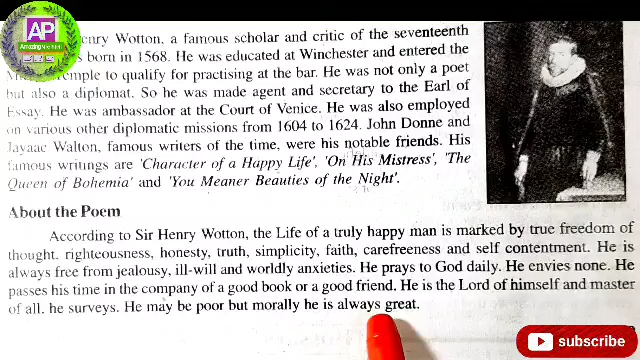 AP
Amazing
enry Wotton, a famous scholar and critic of the seventeenth
s born in 1568. He was educated at Winchester and entered the
emple to qualify for practising at the bar. He was not only a poet
but also a diplomat. So he was made agent and secretary to the Earl of
Essay. He was ambassador at the Court of Venice. He was also employed
on various other diplomatic missions from 1604 to 1624. John Donne and
Jayaac Walton, famous writers of the time, were his notable friends. His
famous writings are 'Character of a Happy Life', 'On His Mistress', 'The
Queen of Bohemia' and 'You Meaner Beauties of the Night'.
About the Poem
According to Sir Henry Wotton, the Life of a truly happy man is marked by true freedom of
thought. righteousness, honesty, truth, simplicity, faith, carefreeness and self contentment. He is
always free from jealousy, ill-will and worldly anxieties. He prays to God daily. He envies none. He
passes his time in the company of a good book or a good friend. He is the Lord of himself and master
of all. he surveys. He may be poor but morally he is always great.
subscribe